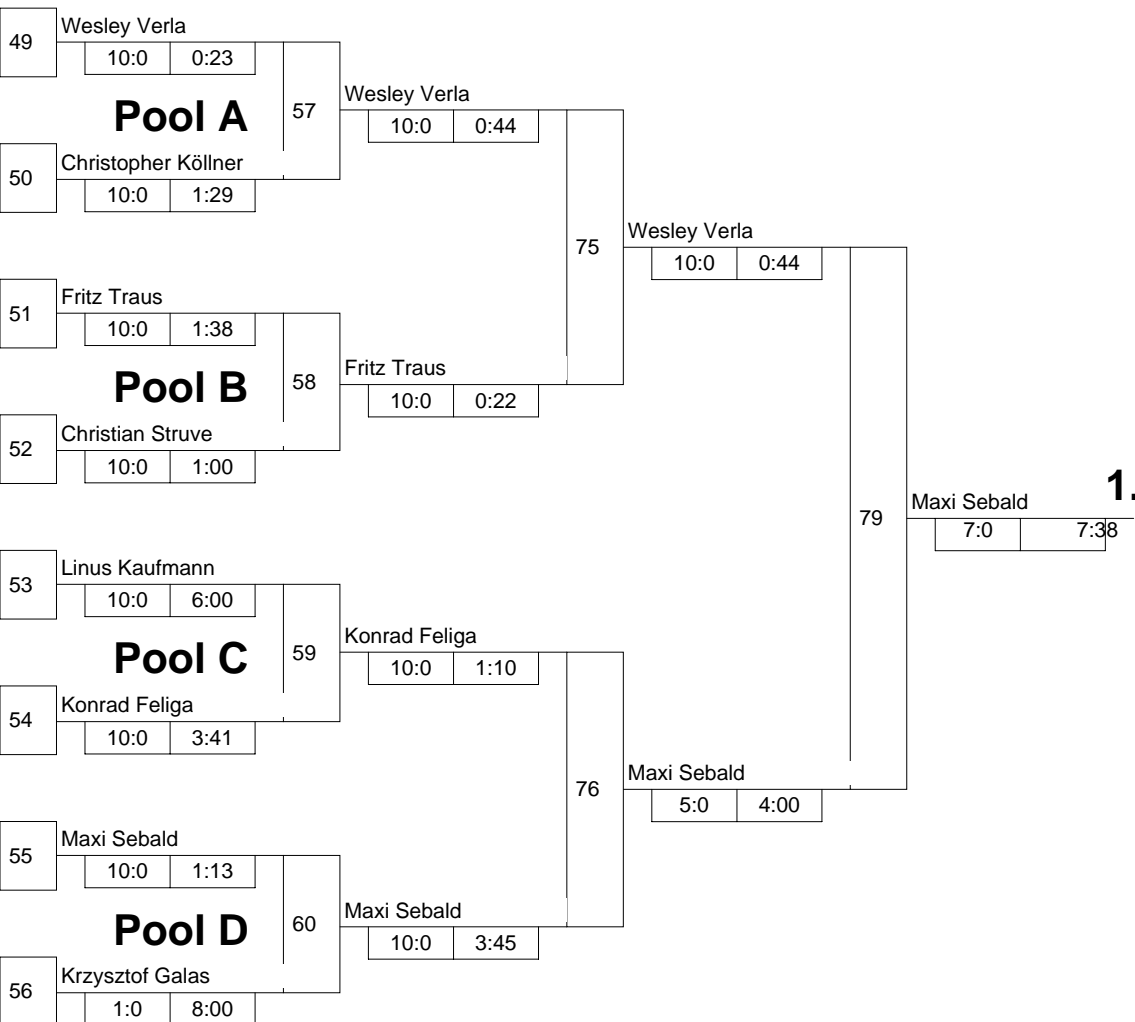 49 Wesley Verla
10:0 0:23
Pool A
57
Wesley Verla
10:0 0:44
50 Christopher Köllner
10:0 1:29
75
Wesley Verla
10:0 0:44
51 Fritz Traus
10:0 1:38
Pool B
58
Fritz Traus
10:0 0:22
52 Christian Struve
10:0 1:00
79
Maxi Sebald
1.
7:0 7:38
53 Linus Kaufmann
10:0 6:00
Pool C
59
Konrad Feliga
10:0 1:10
54 Konrad Feliga
10:0 3:41
76
Maxi Sebald
5:0 4:00
55 Maxi Sebald
10:0 1:13
Pool D
60
Maxi Sebald
10:0 3:45
56 Krzysztof Galas
1:0 8:00